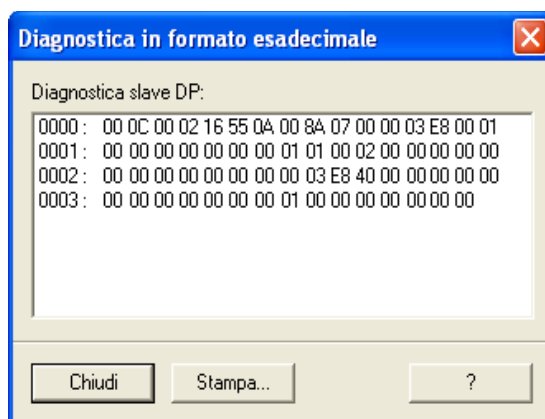 Diagnostica in formato esadecimale
Diagnostica slave DP:
0000 : 00 0C 00 02 16 55 0A 00 8A 07 00 00 03 E8 00 01
0001 : 00 00 00 00 00 00 00 01 01 00 02 00 00 00 00 00
0002 : 00 00 00 00 00 00 00 00 03 E8 40 00 00 00 00 00
0003 : 00 00 00 00 00 00 00 01 00 00 00 00 00 00 00
Chiudi
Stampa...
?